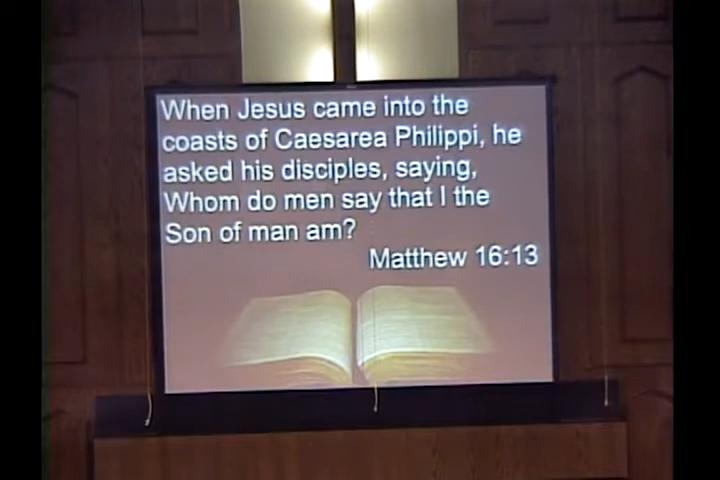 When Jesus came into the
coasts of Caesarea Philippi, he
asked his disciples, saying,
Whom do men say that I the
Son of man am?
Matthew 16:13